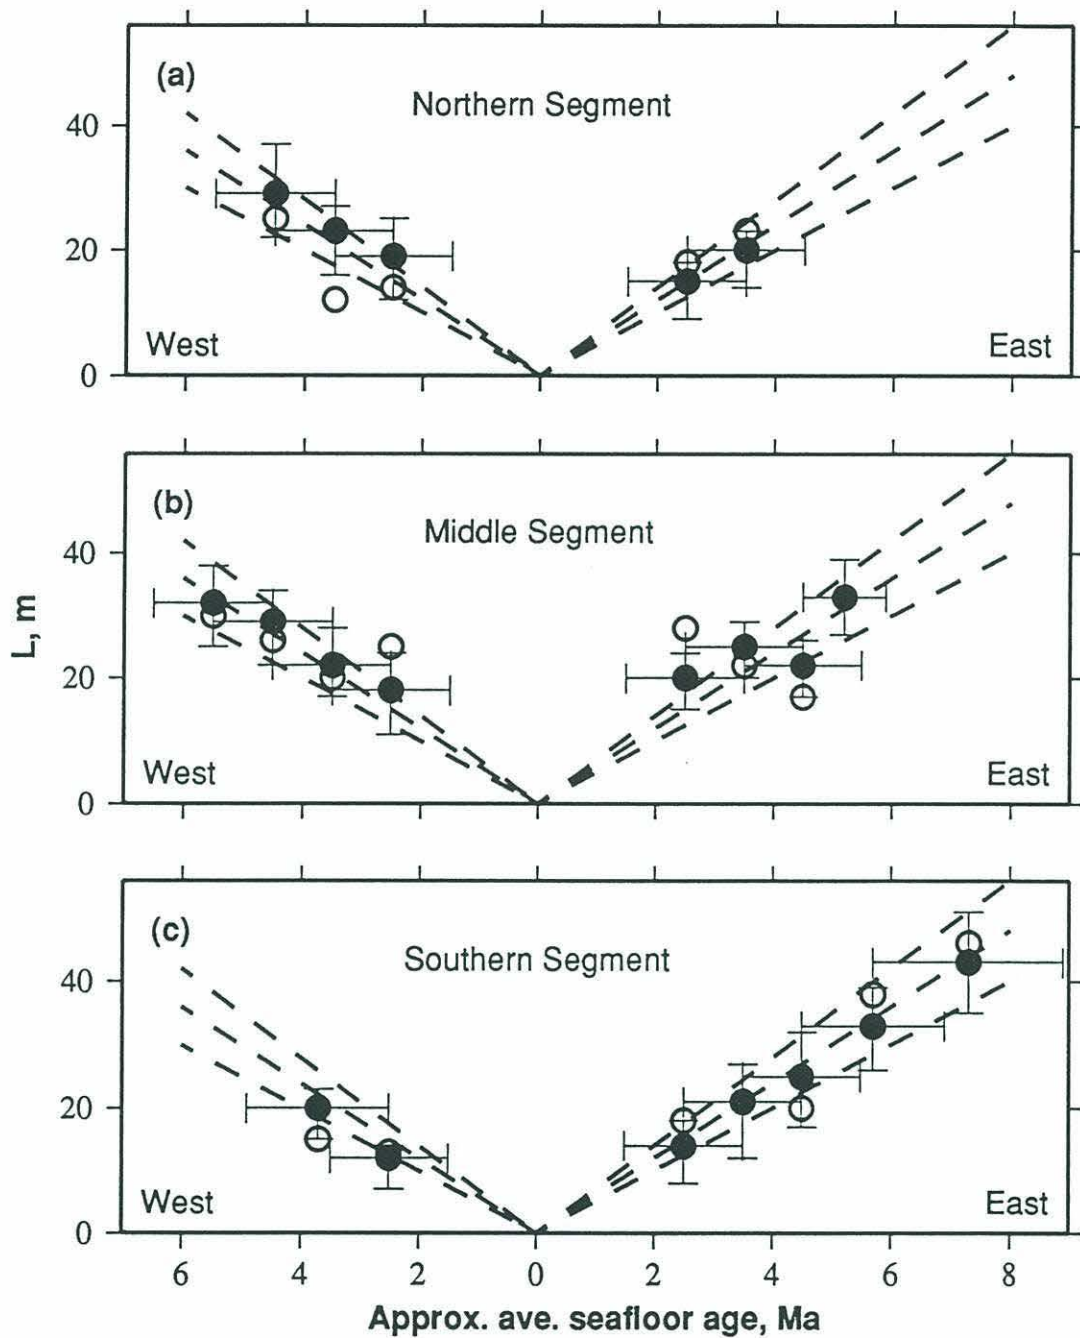 (a)
Northern Segment
40
20
0
West
East
(b)
Middle Segment
40
20
0
West
East
L, m
(c)
Southern Segment
40
20
0
West
East
6 4 2 0 2 4 6 8
Approx. ave. seafloor age, Ma